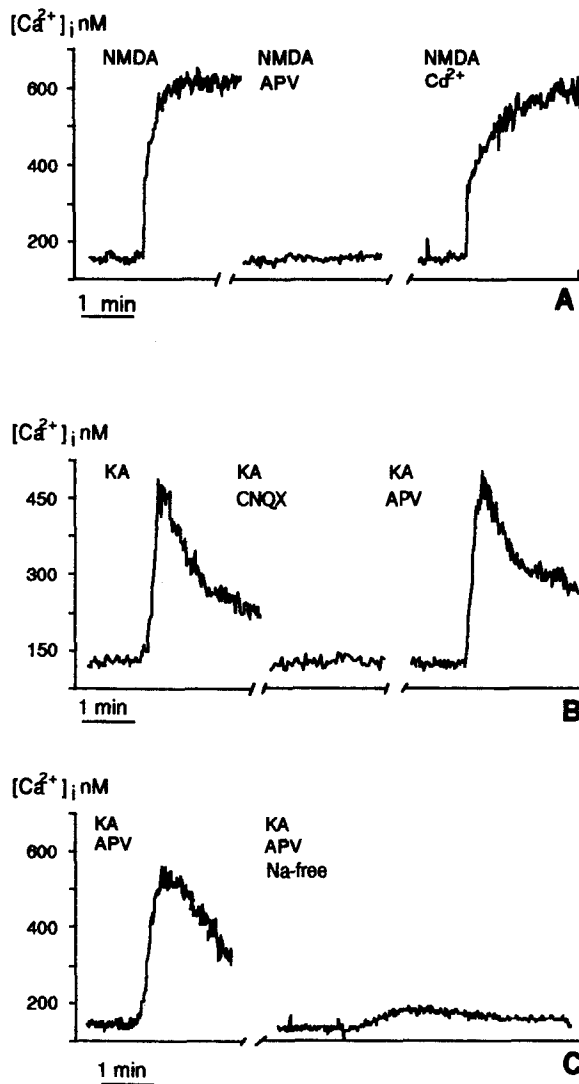 [Ca²⁺]i nM
NMDA NMDA NMDA
APV Cd²⁺
600
400
200
1 min
A
[Ca²⁺]i nM
KA KA KA
CNQX APV
450
300
150
1 min
B
[Ca²⁺]i nM
KA KA
APV APV
Na-free
600
400
200
1 min
C